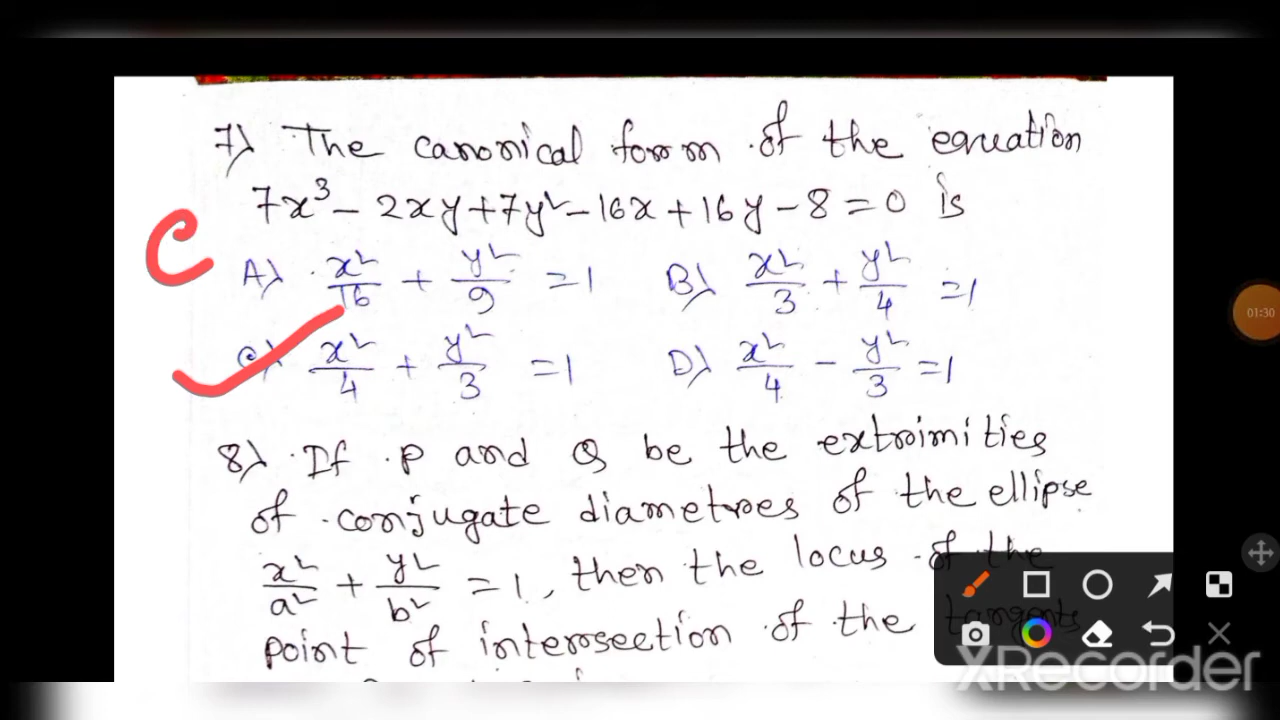 7) The canonical form of the equation
7x³ - 2xy + 7y² - 16x + 16y - 8 = 0 is
C
A) x²/16 + y²/9 = 1 B) x²/3 + y²/4 = 1
C) x²/4 + y²/3 = 1 D) x²/4 - y²/3 = 1
01:30
8) If P and Q be the extrimities
of conjugate diametres of the ellipse
x²/a² + y²/b² = 1, then the locus of the
point of intersection of the tangents
XRecorder